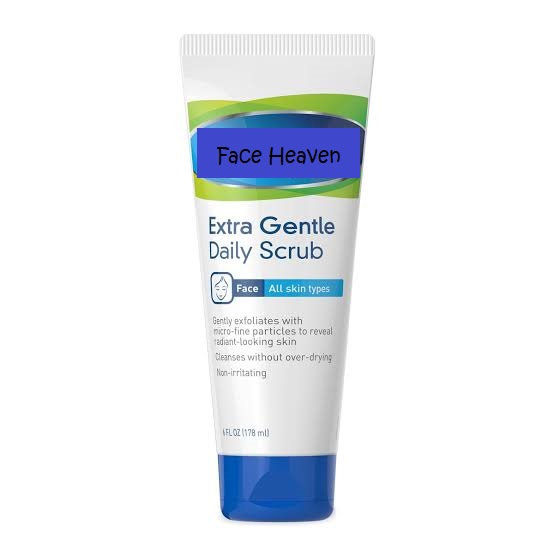 Face Heaven
Extra Gentle
Daily Scrub
Face All skin types
Gently exfoliates with
micro-fine particles to reveal
radiant-looking skin
Cleanses without over-drying
Non-irritating
6 FL OZ (178 ml)